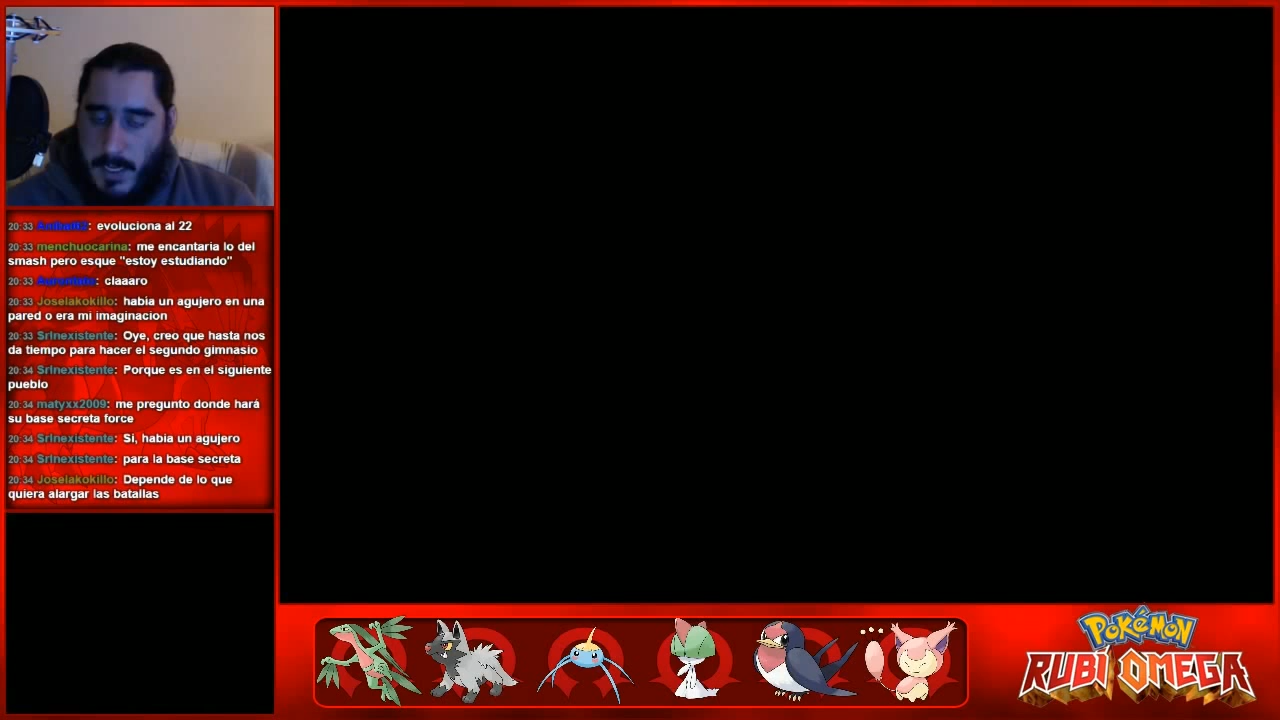 20:33 : evoluciona al 22
20:33 menchuocarina: me encantaria lo del
smash pero esque "estoy estudiando"
20:33 : claaaro
20:33 Joselakokillo: habia un agujero en una
pared o era mi imaginacion
20:33 SrInexistente: Oye, creo que hasta nos
da tiempo para hacer el segundo gimnasio
20:34 SrInexistente: Porque es en el siguiente
pueblo
20:34 matyxx2009: me pregunto donde hará
su base secreta force
20:34 SrInexistente: Si, habia un agujero
20:34 SrInexistente: para la base secreta
20:34 Joselakokillo: Depende de lo que
quiera alargar las batallas
POKÉMON
RUBI OMEGA